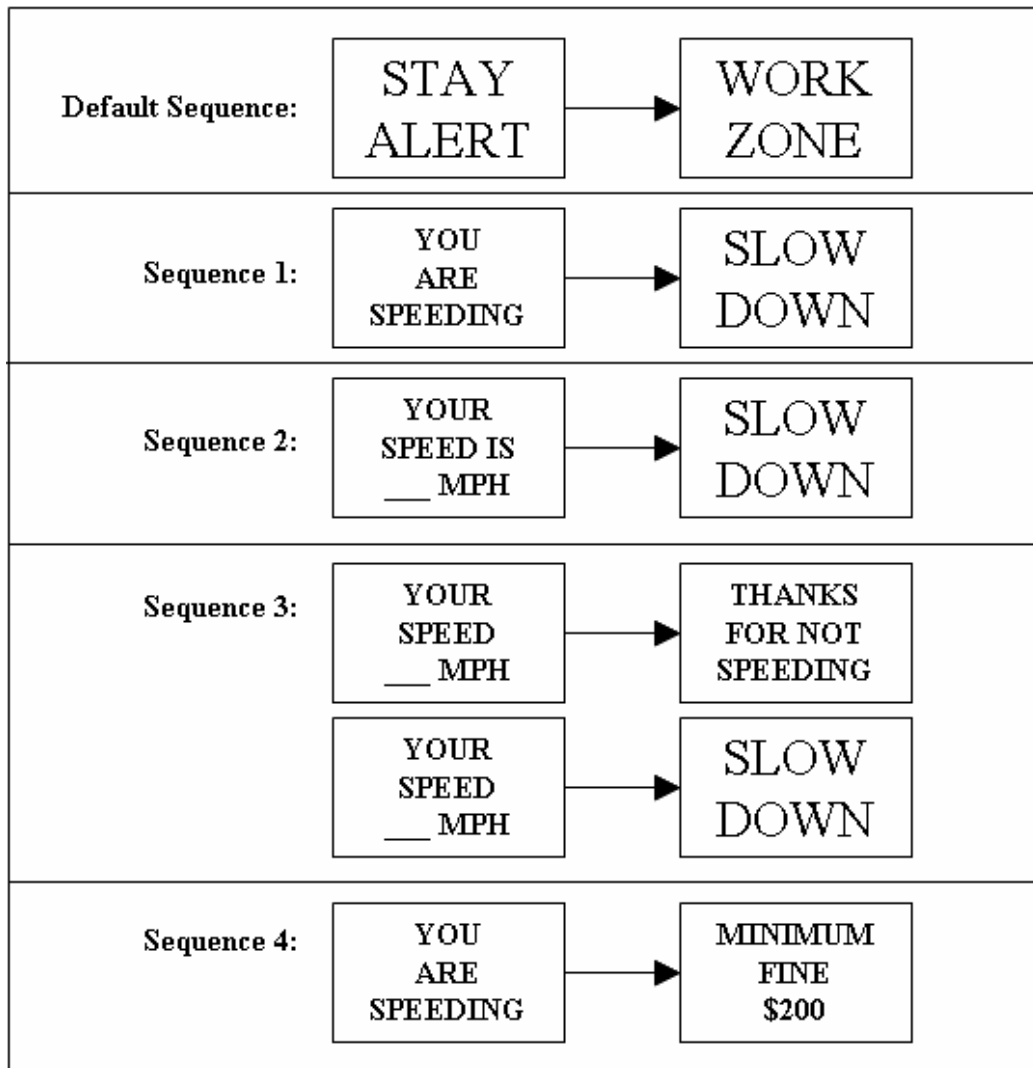 Default Sequence:
STAY
ALERT
WORK
ZONE
Sequence 1:
YOU
ARE
SPEEDING
SLOW
DOWN
Sequence 2:
YOUR
SPEED IS
___ MPH
SLOW
DOWN
Sequence 3:
YOUR
SPEED
___ MPH
THANKS
FOR NOT
SPEEDING
YOUR
SPEED
___ MPH
SLOW
DOWN
Sequence 4:
YOU
ARE
SPEEDING
MINIMUM
FINE
$200